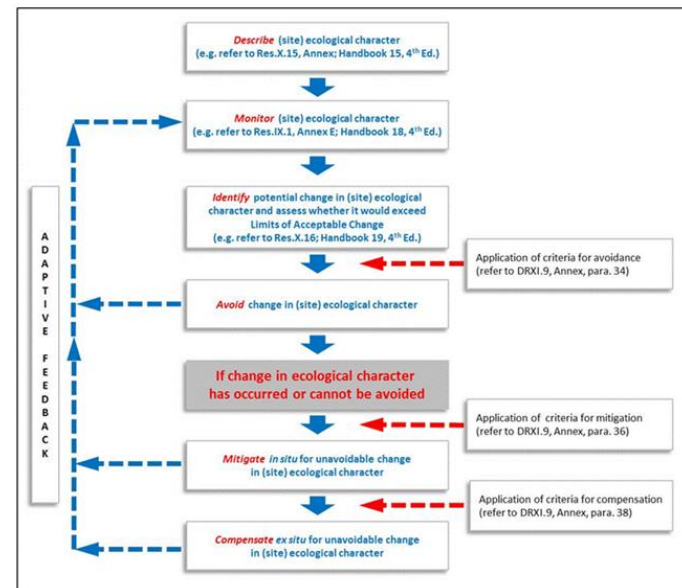 Describe (site) ecological character
(e.g. refer to Res.X.15, Annex; Handbook 15, 4th Ed.)
Monitor (site) ecological character
(e.g. refer to Res.IX.1, Annex E; Handbook 18, 4th Ed.)
Identify potential change in (site) ecological
character and assess whether it would exceed
Limits of Acceptable Change
(e.g. refer to Res.X.16; Handbook 19, 4th Ed.)
Application of criteria for avoidance
(refer to DRXI.9, Annex, para. 34)
Avoid change in (site) ecological character
If change in ecological character
has occurred or cannot be avoided
Application of criteria for mitigation
(refer to DRXI.9, Annex, para. 36)
Mitigate in situ for unavoidable change
in (site) ecological character
Application of criteria for compensation
(refer to DRXI.9, Annex, para. 38)
Compensate ex situ for unavoidable change
in (site) ecological character
ADAPTIVE FEEDBACK